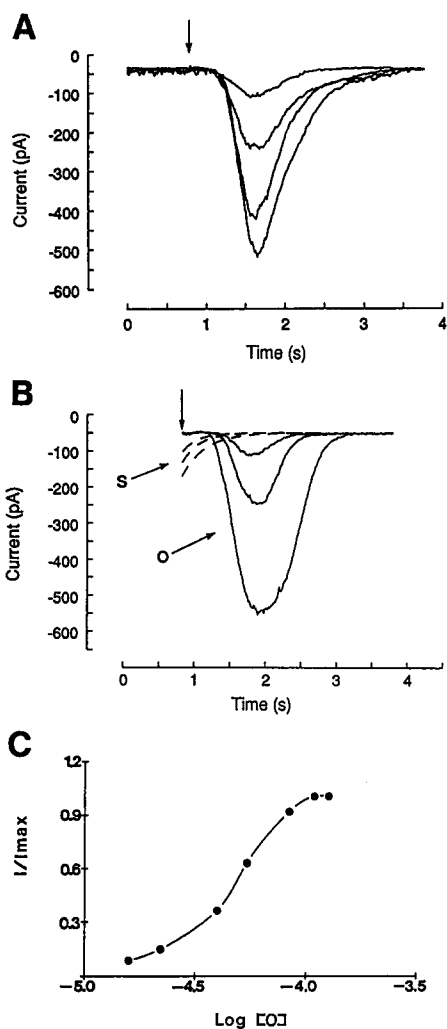 A
0
-100
-200
-300
-400
-500
-600
Current (pA)
0 1 2 3 4
Time (s)
B
0
-100
-200
-300
-400
-500
-600
Current (pA)
S
O
0 1 2 3 4
Time (s)
C
1.2
0.9
0.6
0.3
I/Imax
-5.0 -4.5 -4.0 -3.5
Log [O]